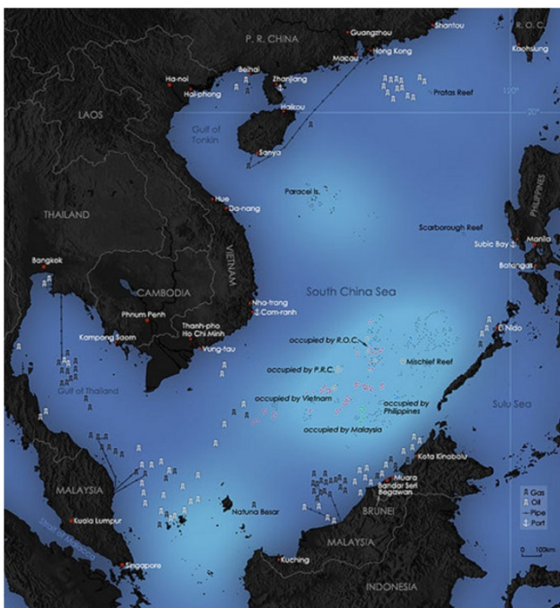 Shantou
R. O. C.
Guangzhou
P. R. CHINA
Hong Kong
Macau
Kaohsiung
Beihai
Zhanjiang
Ha-noi
Hai-phong
Pratas Reef
Haikou
20°
LAOS
Gulf of
Tonkin
Sanya
Paracel Is.
PHILIPPINES
Hue
Da-nang
THAILAND
Scarborough Reef
Manila
Subic Bay
Batangas
VIETNAM
Bangkok
South China Sea
CAMBODIA
Nha-trang
Cam-ranh
Phnum Penh
El Nido
Thanh-pho
Ho Chi Minh
Kampong Saom
occupied by R.O.C.
Vung-tau
Mischief Reef
occupied by P.R.C.
Gulf of Thailand
occupied by Vietnam
occupied by
Philippines
Sulu Sea
occupied by Malaysia
Kota Kinabalu
Muara
Bandar Seri
Begawan
MALAYSIA
Gas
Oil
Pipe
Port
Natuna Besar
BRUNEI
Kuala Lumpur
MALAYSIA
0 100km
Kuching
Singapore
INDONESIA